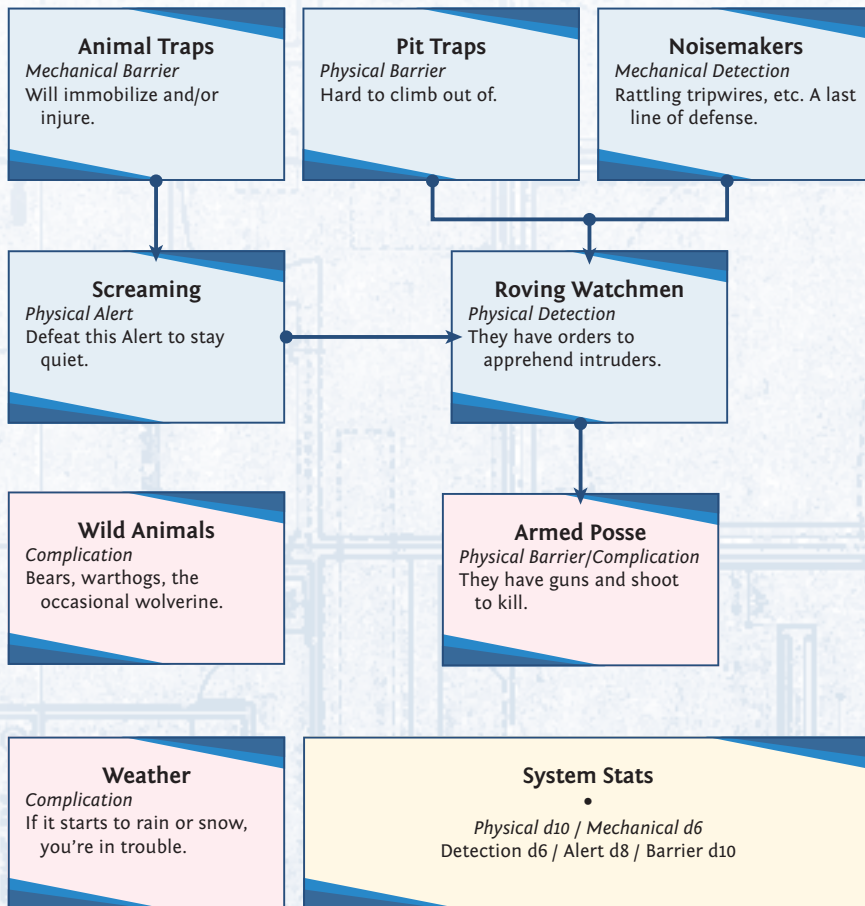 Animal Traps
Mechanical Barrier
Will immobilize and/or
injure.
Pit Traps
Physical Barrier
Hard to climb out of.
Noisemakers
Mechanical Detection
Rattling tripwires, etc. A last
line of defense.
Screaming
Physical Alert
Defeat this Alert to stay
quiet.
Roving Watchmen
Physical Detection
They have orders to
apprehend intruders.
Wild Animals
Complication
Bears, warthogs, the
occasional wolverine.
Armed Posse
Physical Barrier/Complication
They have guns and shoot
to kill.
Weather
Complication
If it starts to rain or snow,
you're in trouble.
System Stats
•
Physical d10 / Mechanical d6
Detection d6 / Alert d8 / Barrier d10